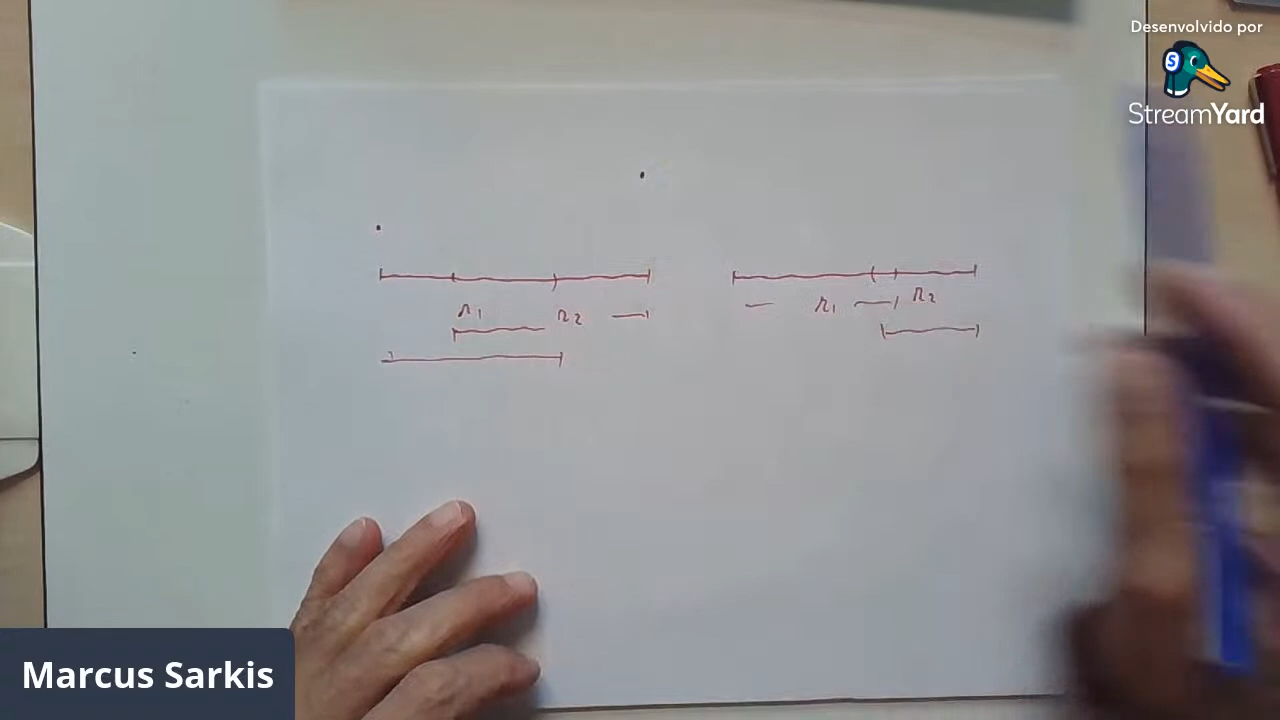 Desenvolvido por
StreamYard
r1 r2
r1 r2
Marcus Sarkis